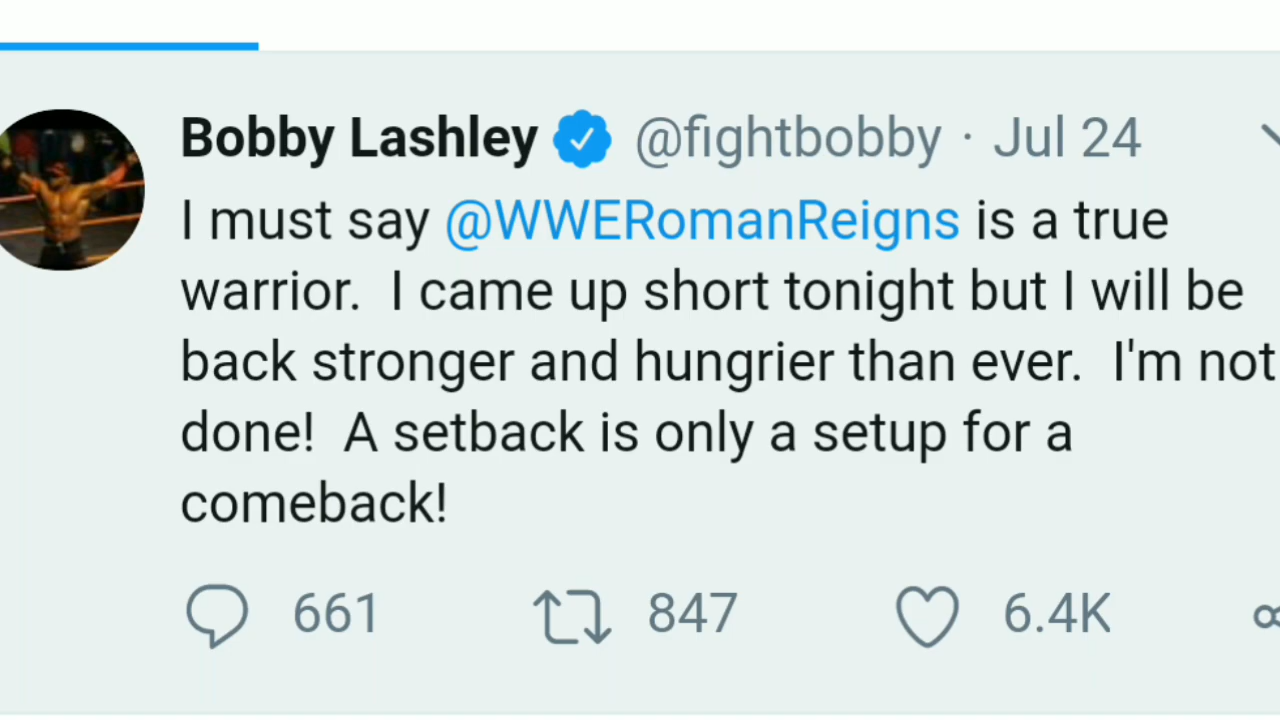 Bobby Lashley @fightbobby · Jul 24
I must say @WWERomanReigns is a true
warrior.  I came up short tonight but I will be
back stronger and hungrier than ever.  I'm not
done!  A setback is only a setup for a
comeback!
661 847 6.4K